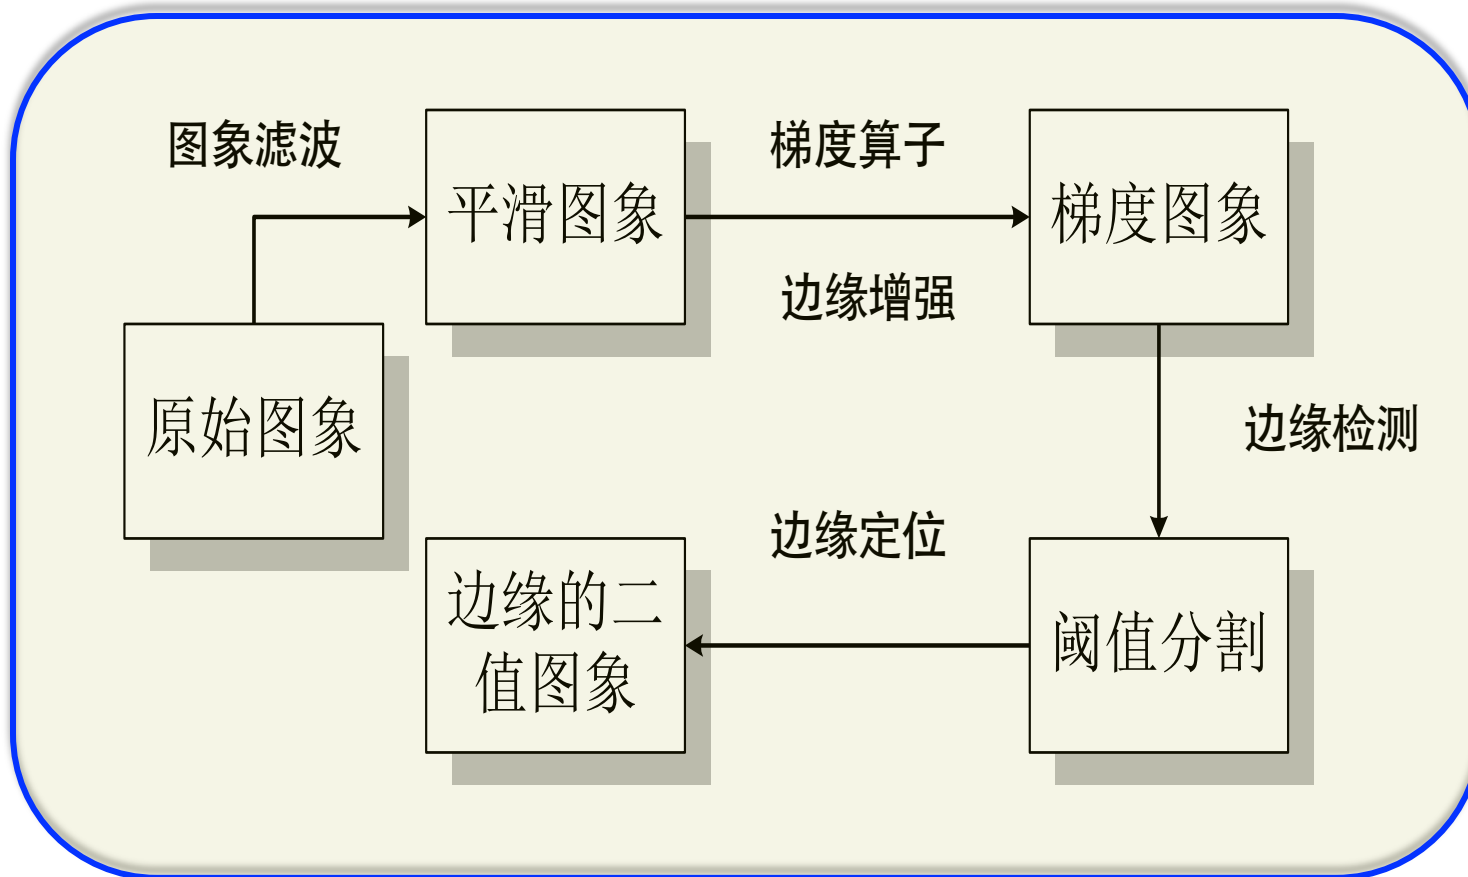 图象滤波
平滑图象
梯度算子
边缘增强
梯度图象
原始图象
边缘检测
边缘定位
边缘的二
值图象
阈值分割